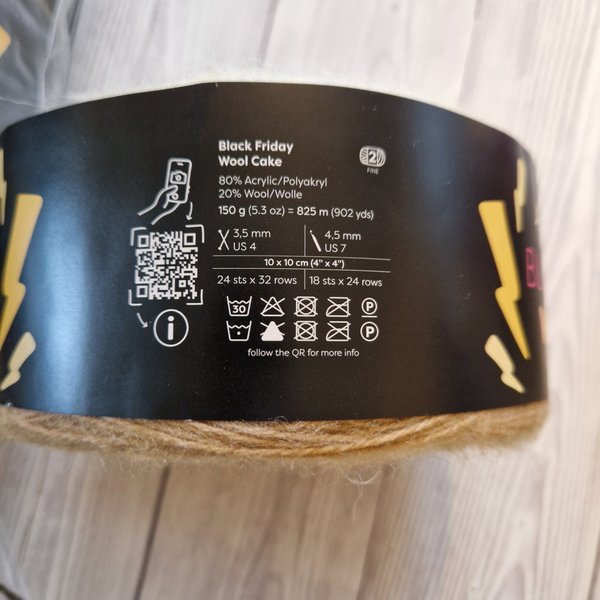 Black Friday
Wool Cake
2
FINE
80% Acrylic/Polyakryl
20% Wool/Wolle
150 g (5.3 oz) = 825 m (902 yds)
3,5 mm
US 4
4,5 mm
US 7
10 x 10 cm (4" x 4")
24 sts x 32 rows
18 sts x 24 rows
30
P
P
i
follow the QR for more info